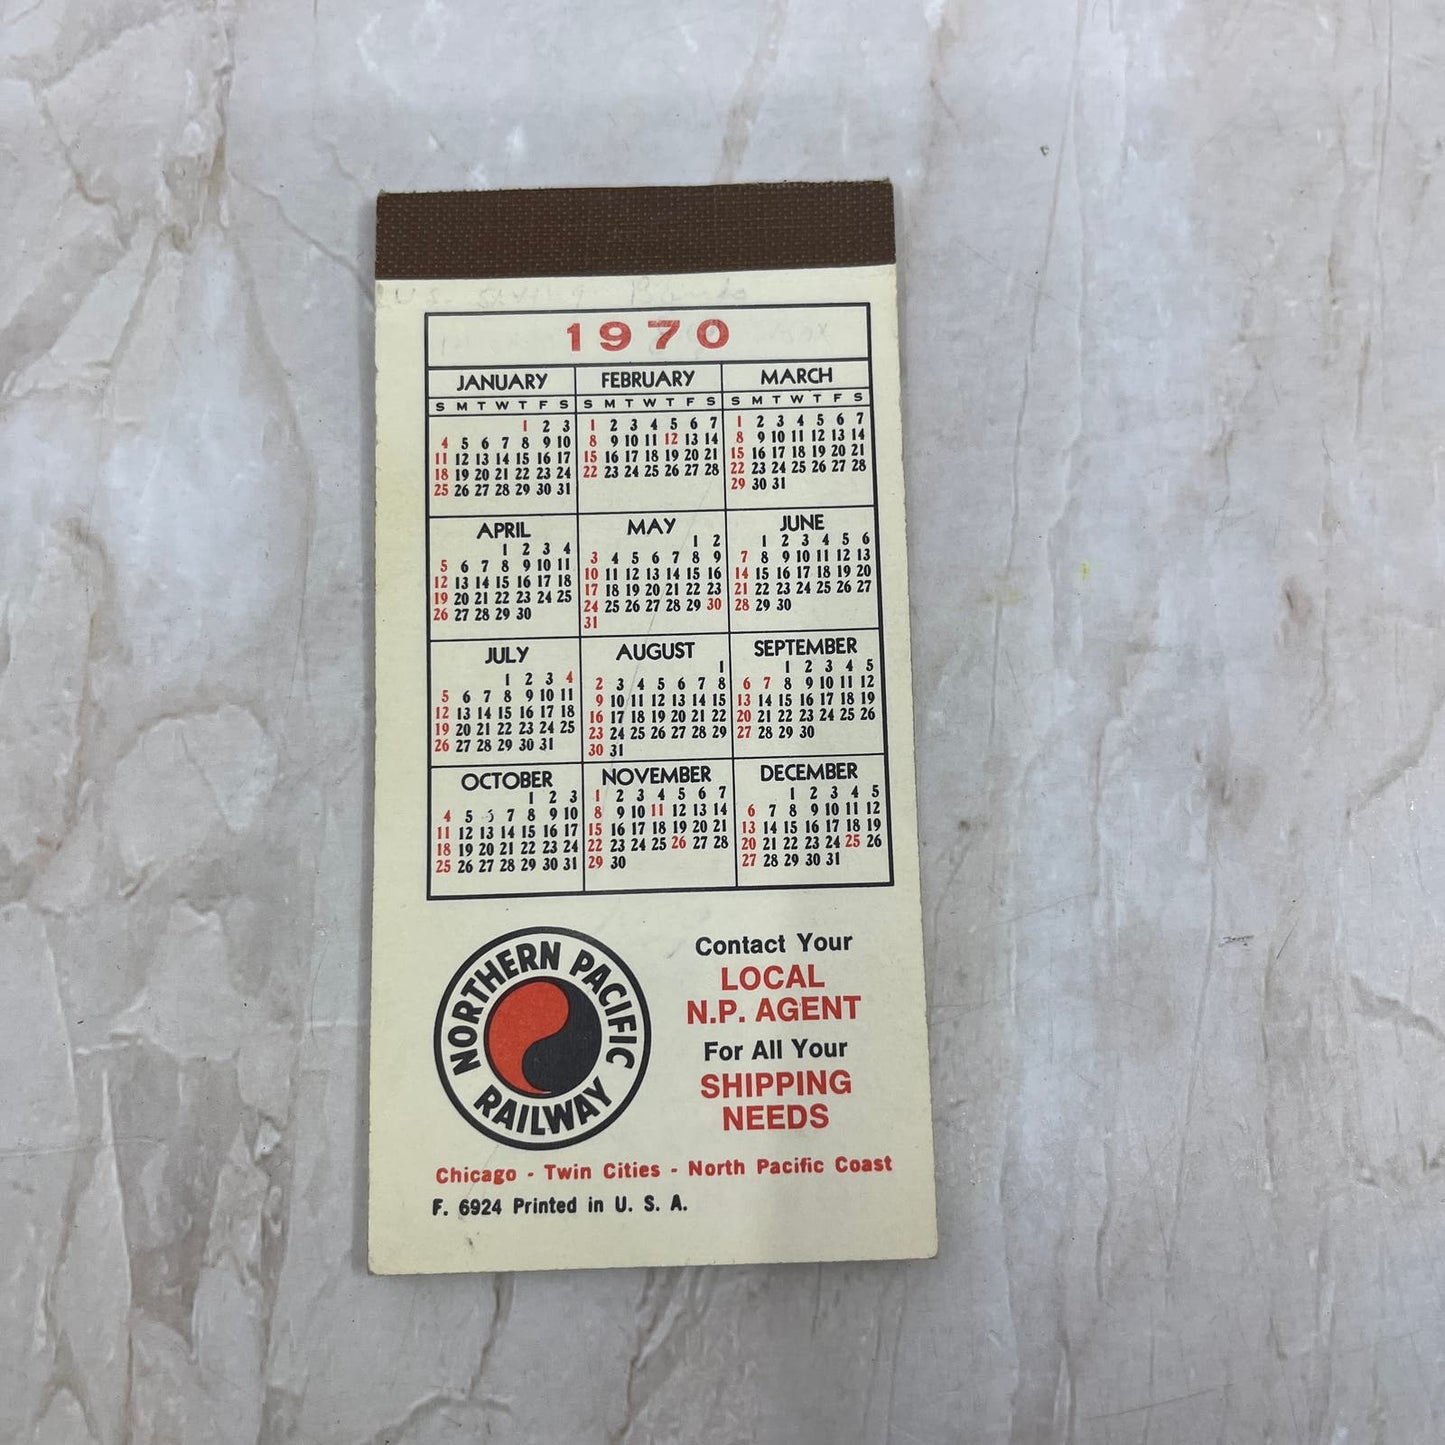 U.S.
1970
JANUARY FEBRUARY MARCH
S M T W T F S S M T W T F S S M T W T F S
1 2 3 1 2 3 4 5 6 7 1 2 3 4 5 6 7
4 5 6 7 8 9 10 8 9 10 11 12 13 14 8 9 10 11 12 13 14
11 12 13 14 15 16 17 15 16 17 18 19 20 21 15 16 17 18 19 20 21
18 19 20 21 22 23 24 22 23 24 25 26 27 28 22 23 24 25 26 27 28
25 26 27 28 29 30 31 29 30 31
APRIL MAY JUNE
1 2 3 4 1 2 1 2 3 4 5 6
5 6 7 8 9 10 11 3 4 5 6 7 8 9 7 8 9 10 11 12 13
12 13 14 15 16 17 18 10 11 12 13 14 15 16 14 15 16 17 18 19 20
19 20 21 22 23 24 25 17 18 19 20 21 22 23 21 22 23 24 25 26 27
26 27 28 29 30 24 25 26 27 28 29 30 28 29 30
31
JULY AUGUST SEPTEMBER
1 2 3 4 1 1 2 3 4 5
5 6 7 8 9 10 11 2 3 4 5 6 7 8 6 7 8 9 10 11 12
12 13 14 15 16 17 18 9 10 11 12 13 14 15 13 14 15 16 17 18 19
19 20 21 22 23 24 25 16 17 18 19 20 21 22 20 21 22 23 24 25 26
26 27 28 29 30 31 23 24 25 26 27 28 29 27 28 29 30
30 31
OCTOBER NOVEMBER DECEMBER
1 2 3 1 2 3 4 5 6 7 1 2 3 4 5
4 5 6 7 8 9 10 8 9 10 11 12 13 14 6 7 8 9 10 11 12
11 12 13 14 15 16 17 15 16 17 18 19 20 21 13 14 15 16 17 18 19
18 19 20 21 22 23 24 22 23 24 25 26 27 28 20 21 22 23 24 25 26
25 26 27 28 29 30 31 29 30 27 28 29 30 31
NORTHERN PACIFIC
RAILWAY
Contact Your
LOCAL
N.P. AGENT
For All Your
SHIPPING
NEEDS
Chicago - Twin Cities - North Pacific Coast
F. 6924 Printed in U. S. A.